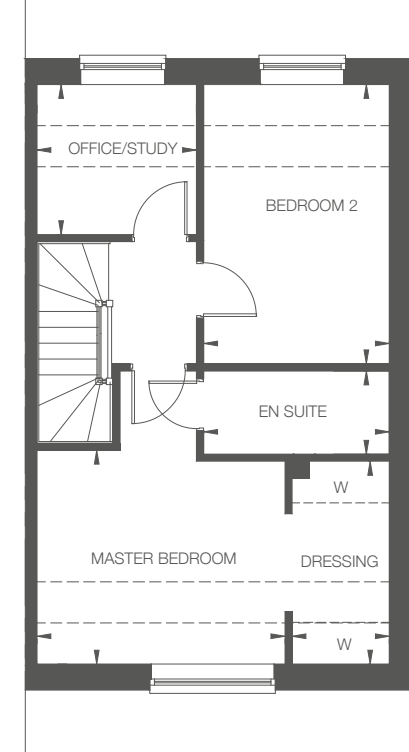 OFFICE/STUDY
BEDROOM 2
EN SUITE
W
MASTER BEDROOM
DRESSING
W